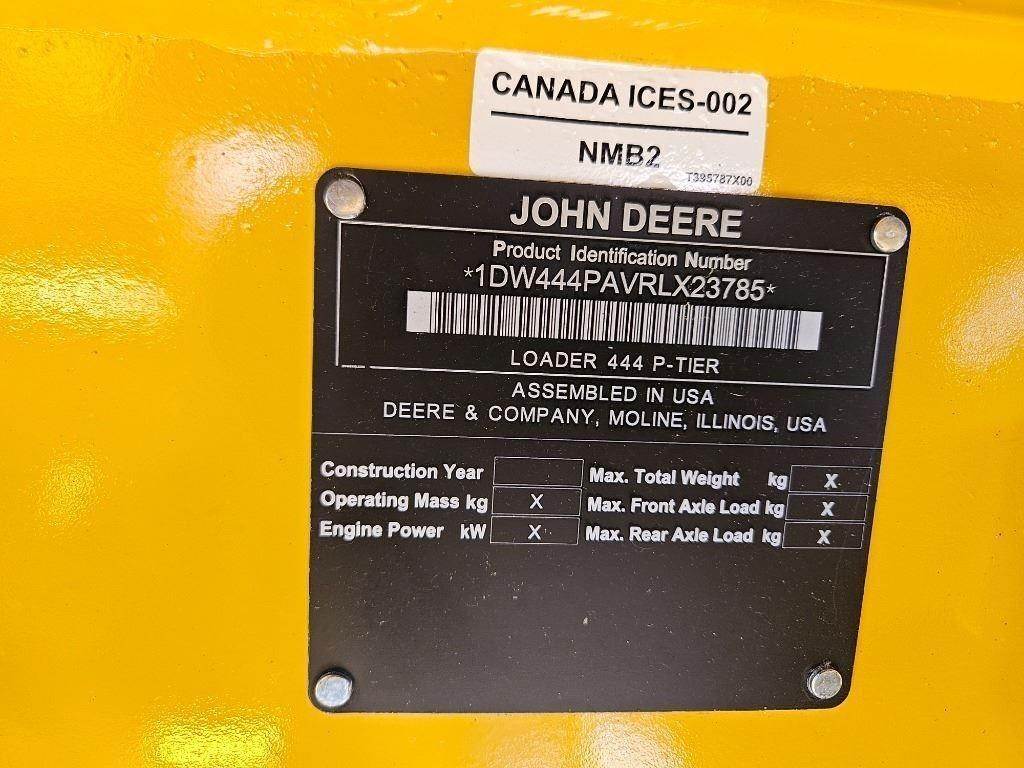 CANADA ICES-002
NMB2
T395787X00
JOHN DEERE
Product Identification Number
*1DW444PAVRLX23785*
LOADER 444 P-TIER
ASSEMBLED IN USA
DEERE & COMPANY, MOLINE, ILLINOIS, USA
Construction Year
Max. Total Weight kg X
Operating Mass kg X
Max. Front Axle Load kg X
Engine Power kW X
Max. Rear Axle Load kg X